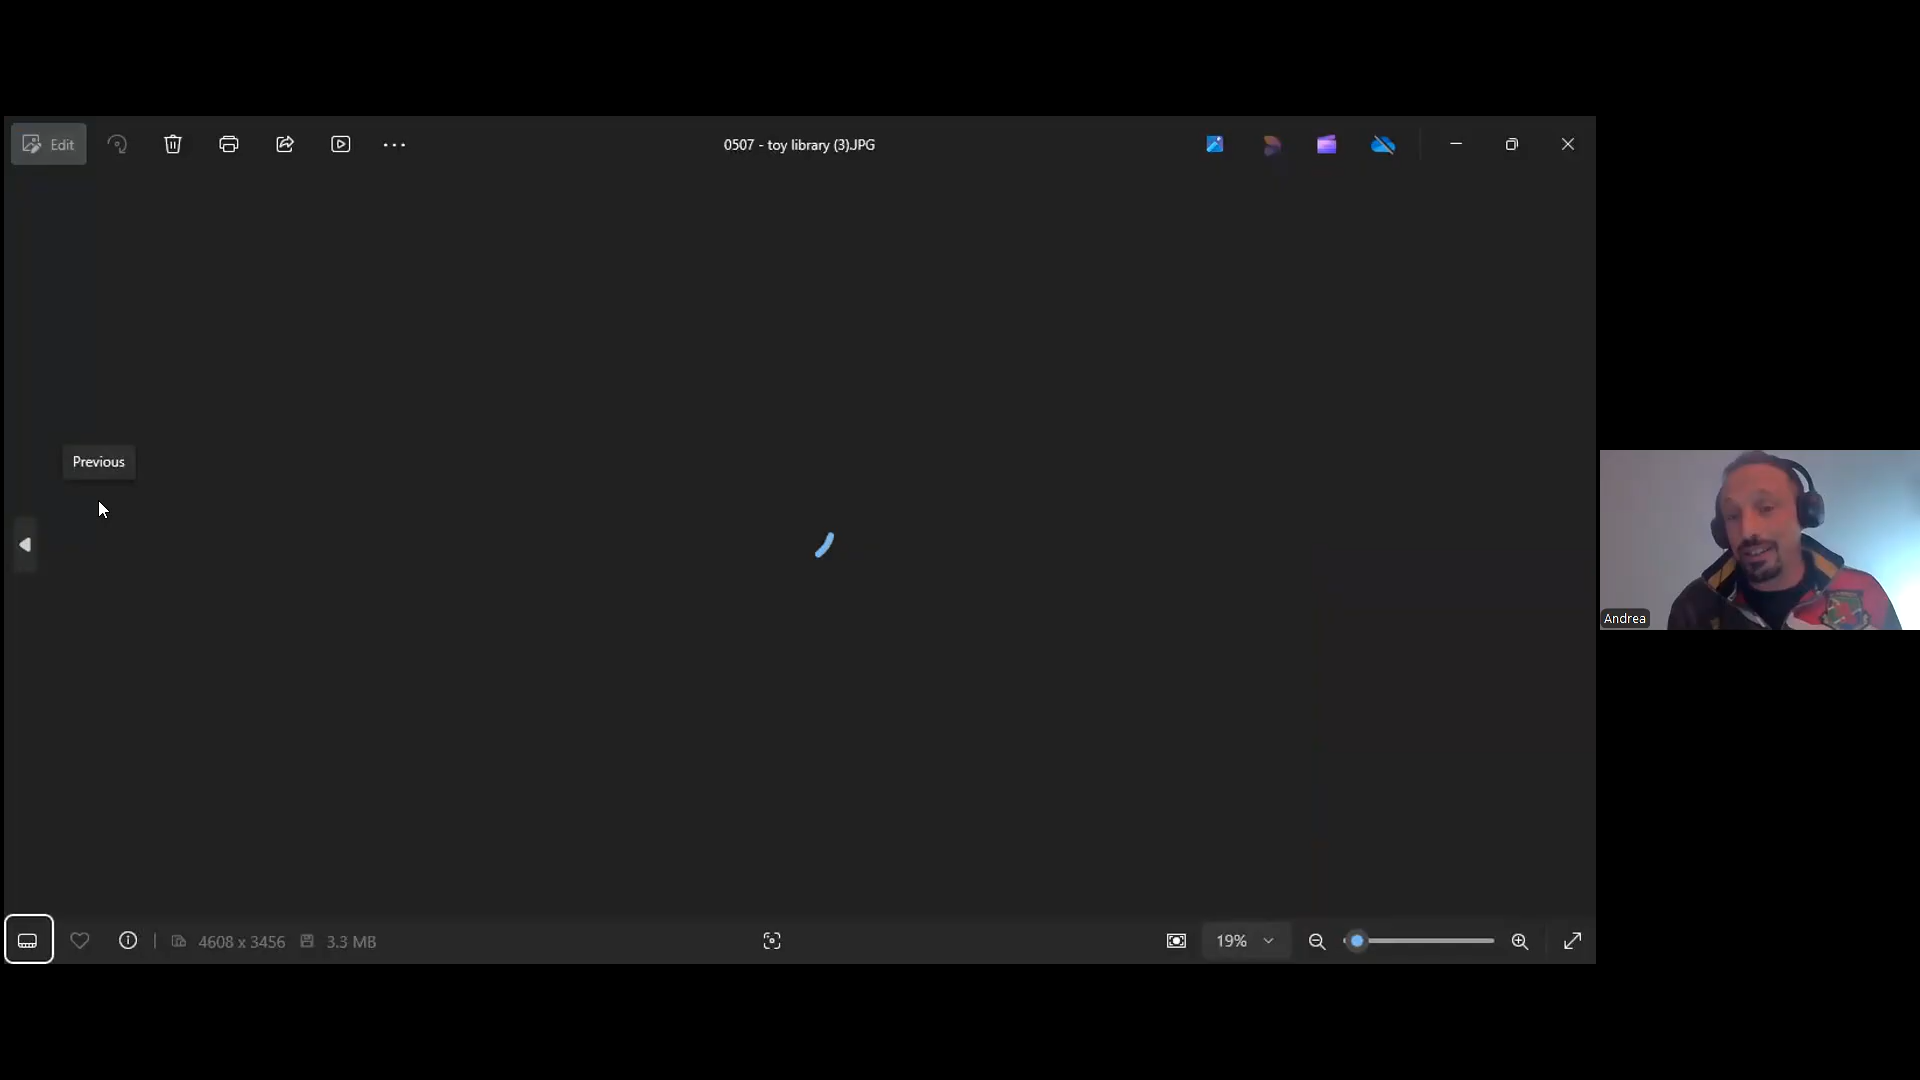 Edit
0507 - toy library (3).JPG
Previous
Andrea
4608 x 3456
3.3 MB
19%